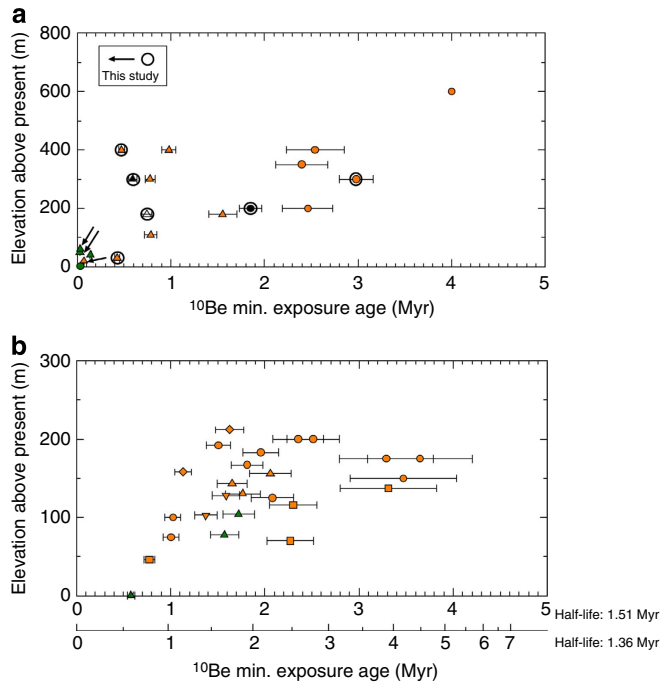 a
800
600
400
200
0
Elevation above present (m)
This study
0 1 2 3 4 5
10Be min. exposure age (Myr)
b
300
200
100
0
Elevation above present (m)
0 1 2 3 4 5
Half-life: 1.51 Myr
0 1 2 3 4 5 6 7
Half-life: 1.36 Myr
10Be min. exposure age (Myr)